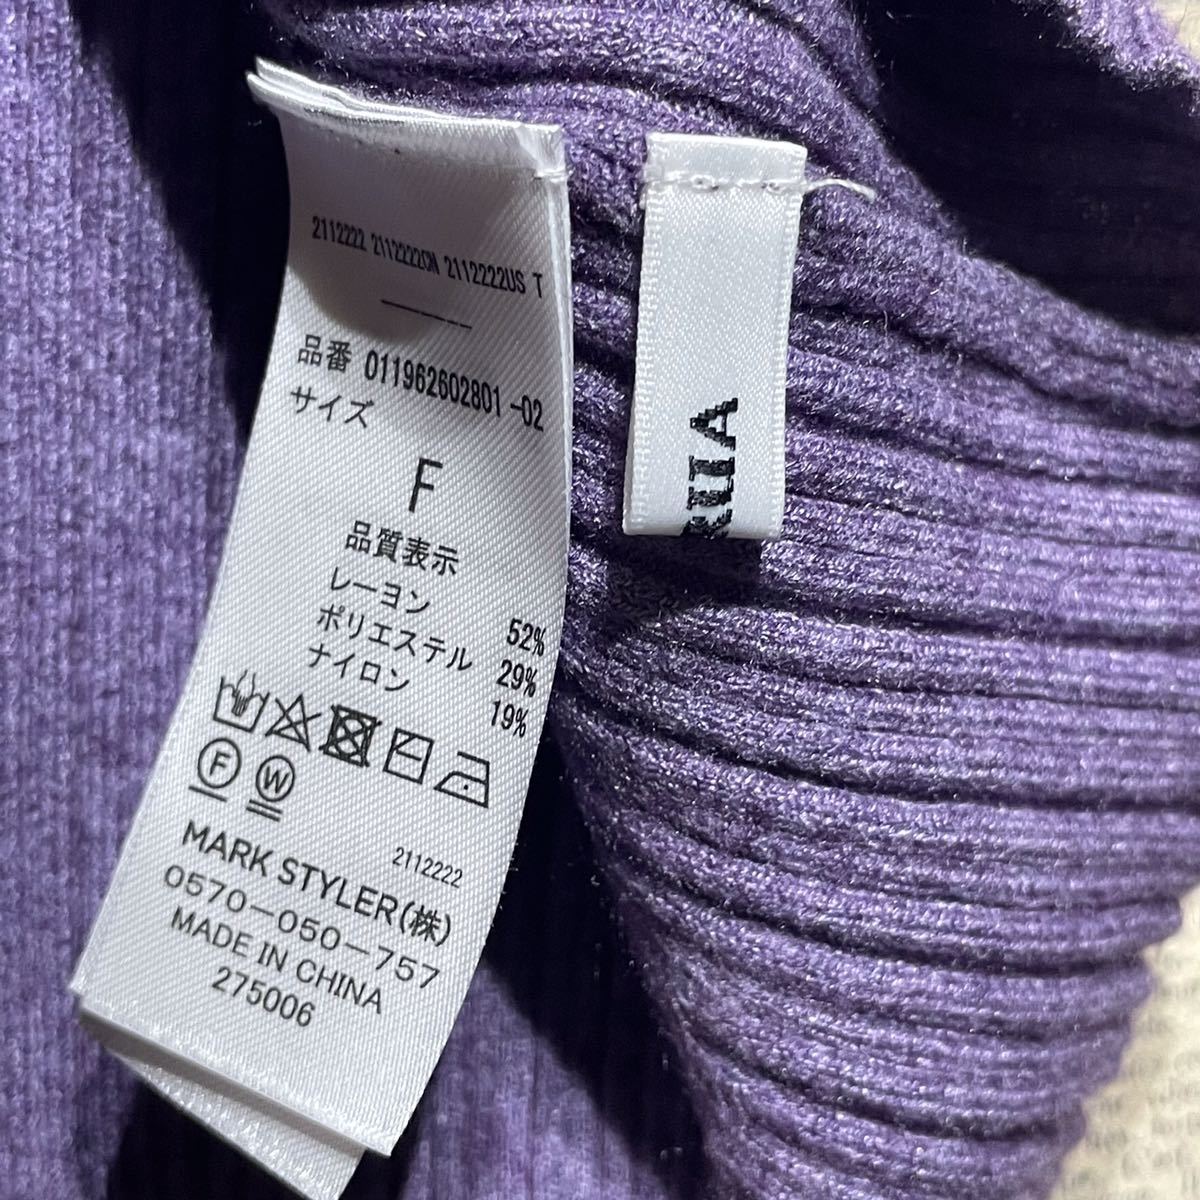 2112222 2112222CN 2112222US T
品番 011962602801-02
サイズ
F
品質表示
レーヨン 52%
ポリエステル 29%
ナイロン 19%
F W
2112222
MARK STYLER(株)
0570-050-757
MADE IN CHINA
275006